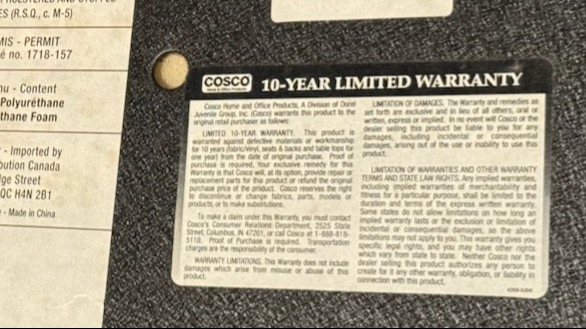 ES (R.S.Q., c. M-5)
MIS - PERMIT
é no. 1718-157
nu - Content
Polyuréthane
thane Foam
- Imported by
bution Canada
ge Street
QC H4N 2B1
- Made in China
COSCO
Home & Office Products
10-YEAR LIMITED WARRANTY
Cosco Home and Office Products, A Division of Dorel
Juvenile Group, Inc. (Cosco) warrants this product to the
original retail purchaser as follows:
LIMITED 10-YEAR WARRANTY. This product is
warranted against defective materials or workmanship
for 10 years (fabric/vinyl, seats & backs and table tops for
one year) from the date of original purchase. Proof of
purchase is required. Your exclusive remedy for this
Warranty is that Cosco will, at its option, provide repair or
replacement parts for this product or refund the original
purchase price of the product. Cosco reserves the right
to discontinue or change fabrics, parts, models or
products, or to make substitutions.
To make a claim under this Warranty, you must contact
Cosco's Consumer Relations Department, 2525 State
Street, Columbus, IN 47201, or call Cosco at 1-888-818-
5110. Proof of Purchase is required. Transportation
charges are the responsibility of the consumer.
WARRANTY LIMITATIONS. This Warranty does not include
damages which arise from misuse or abuse of this
product.
LIMITATION OF DAMAGES. The Warranty and remedies as
set forth are exclusive and in lieu of all others, oral or
written, express or implied. In no event will Cosco or the
dealer selling this product be liable to you for any
damages, including incidental or consequential
damages, arising out of the use or inability to use this
product.
LIMITATION OF WARRANTIES AND OTHER WARRANTY
TERMS AND STATE LAW RIGHTS. Any implied warranties,
including implied warranties of merchantability and
fitness for a particular purpose, shall be limited to the
duration and terms of the express written warranty.
Some states do not allow limitations on how long an
implied warranty lasts or the exclusion or limitation of
incidental or consequential damages, so the above
limitations may not apply to you. This warranty gives you
specific legal rights, and you may have other rights
which vary from state to state. Neither Cosco nor the
dealer selling this product authorizes any person to
create for it any other warranty, obligation, or liability in
connection with this product.